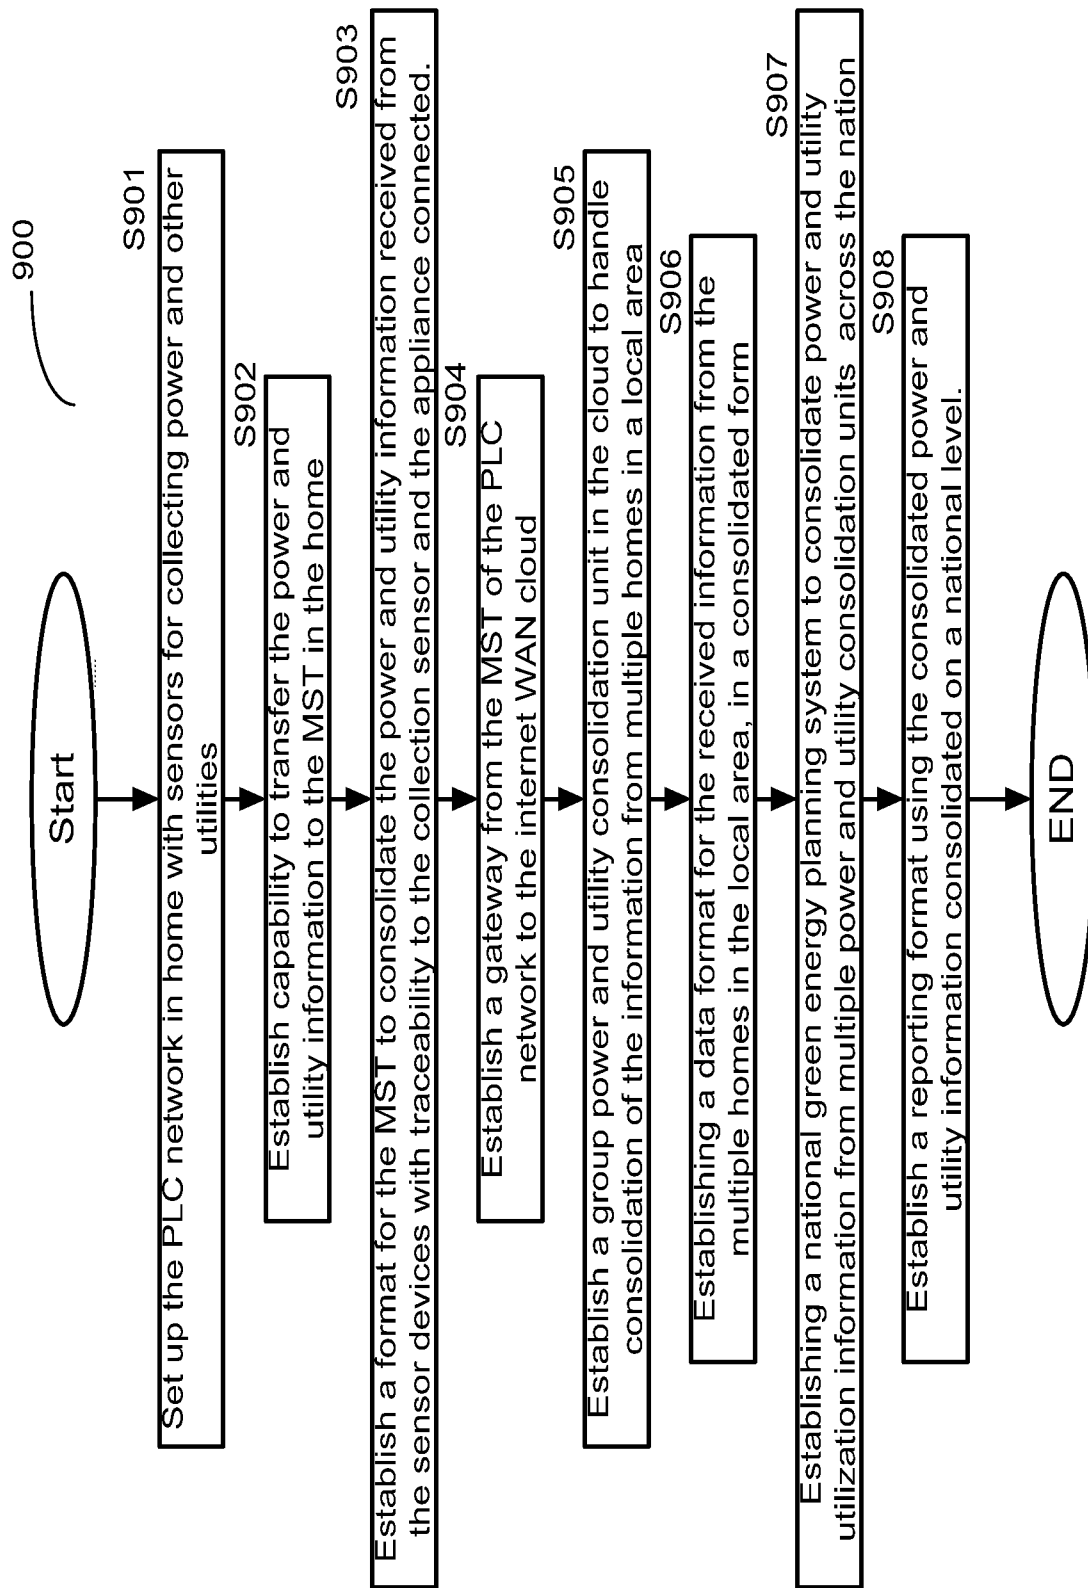 900
Start
S901
Set up the PLC network in home with sensors for collecting power and other
utilities
S902
Establish capability to transfer the power and
utility information to the MST in the home
S903
Establish a format for the MST to consolidate the power and utility information received from
the sensor devices with traceability to the collection sensor and the appliance connected.
S904
Establish a gateway from the MST of the PLC
network to the internet WAN cloud
S905
Establish a group power and utility consolidation unit in the cloud to handle
consolidation of the information from multiple homes in a local area
S906
Establishing a data format for the received information from the
multiple homes in the local area, in a consolidated form
S907
Establishing a national green energy planning system to consolidate power and utility
utilization information from multiple power and utility consolidation units across the nation
S908
Establish a reporting format using the consolidated power and
utility information consolidated on a national level.
END